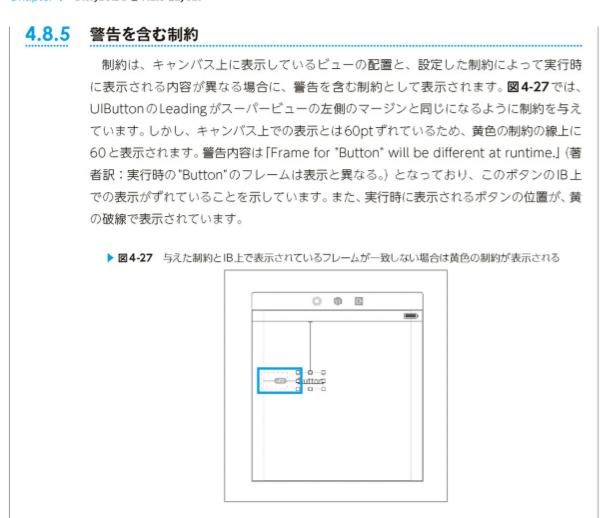 4.8.5 警告を含む制約
制約は、キャンバス上に表示しているビューの配置と、設定した制約によって実行時
に表示される内容が異なる場合に、警告を含む制約として表示されます。図4-27では、
UIButtonのLeadingがスーパービューの左側のマージンと同じになるように制約を与え
ています。しかし、キャンバス上での表示とは60ptずれているため、黄色の制約の線上に
60と表示されます。警告内容は「Frame for "Button" will be different at runtime.」（著
者訳：実行時の"Button"のフレームは表示と異なる。）となっており、このボタンのIB上
での表示がずれていることを示しています。また、実行時に表示されるボタンの位置が、黄
の破線で表示されています。
▶ 図4-27 与えた制約とIB上で表示されているフレームが一致しない場合は黄色の制約が表示される
Button